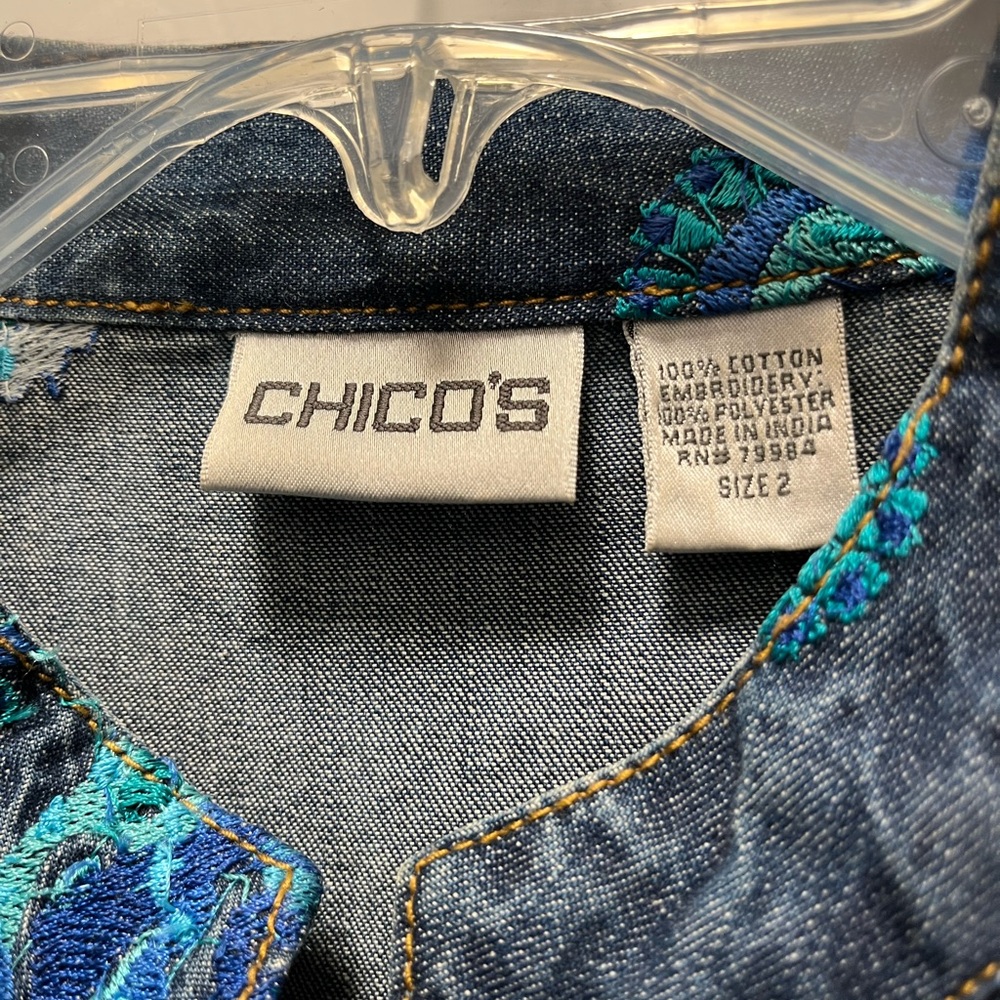 CHICO'S
100% COTTON
EMBROIDERY:
100% POLYESTER
MADE IN INDIA
RN# 79984
SIZE 2